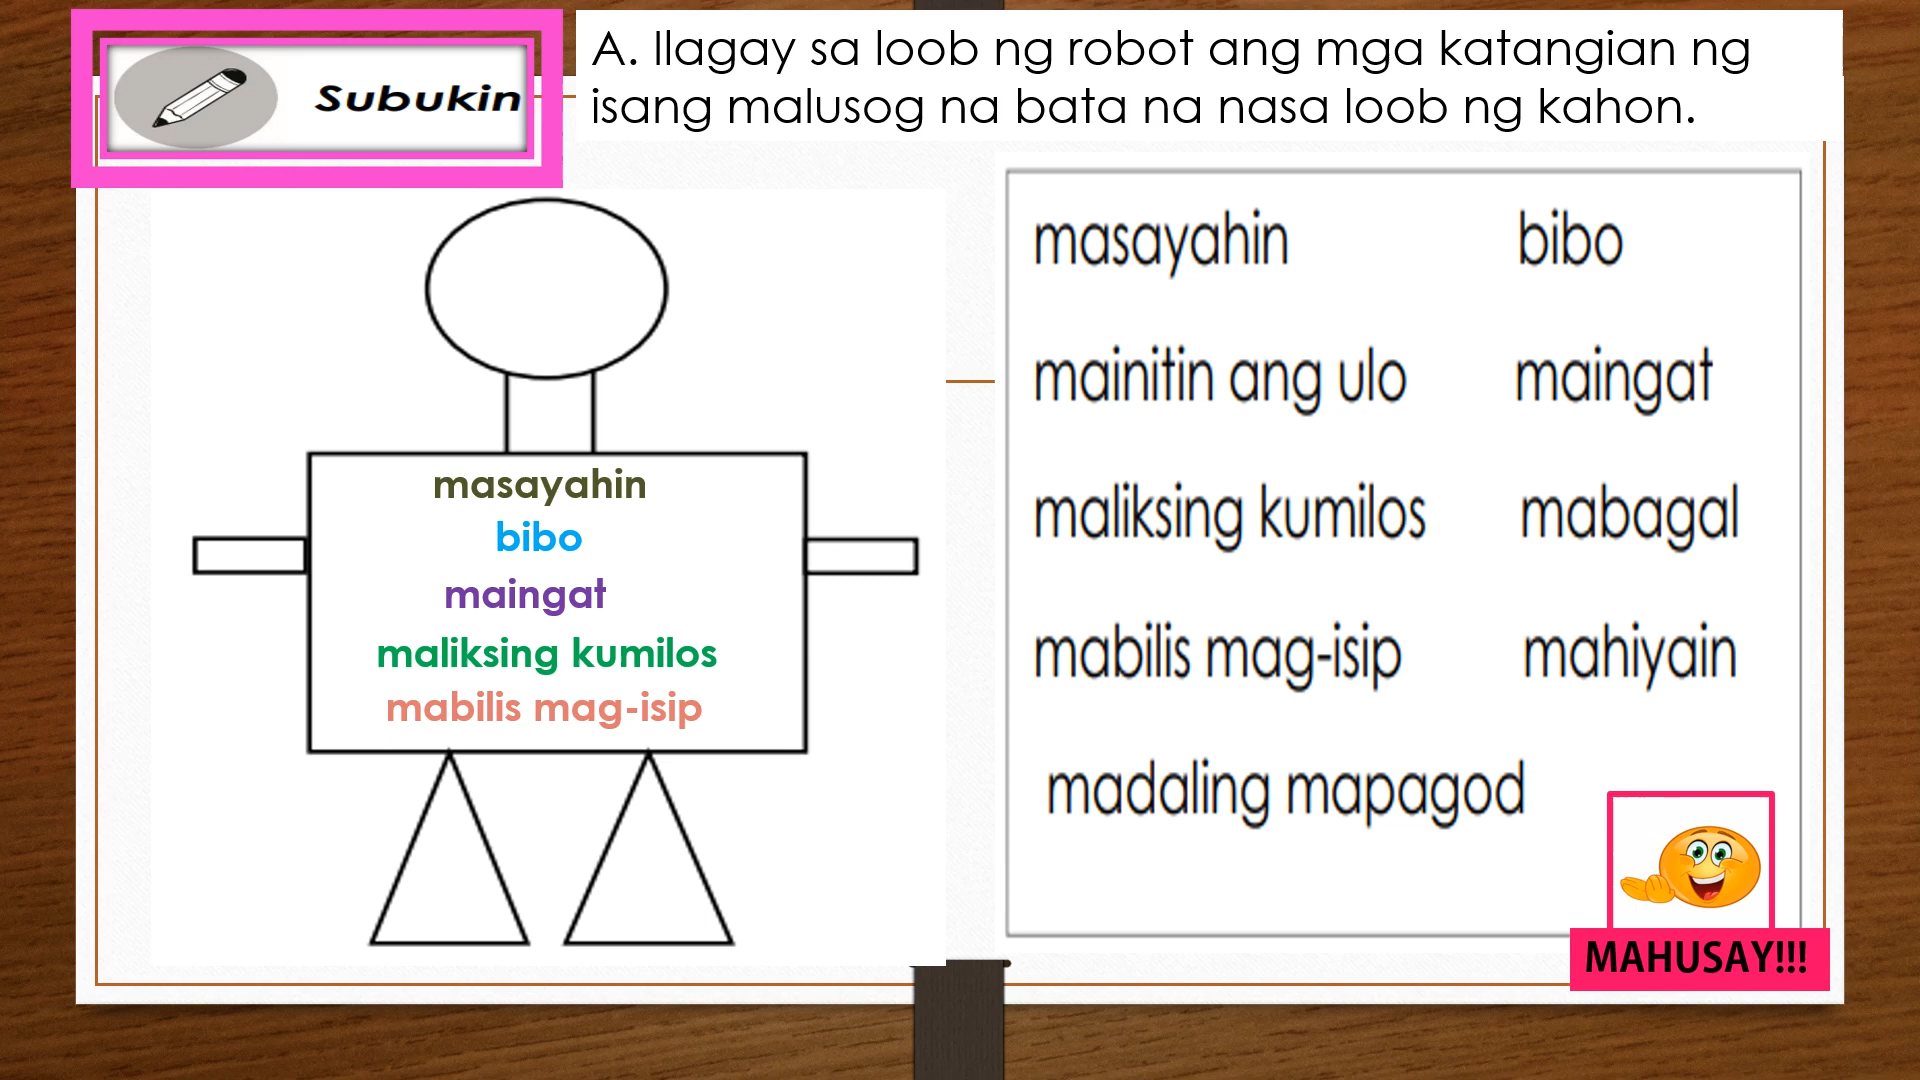 Subukin
A. Ilagay sa loob ng robot ang mga katangian ng
isang malusog na bata na nasa loob ng kahon.
masayahin
bibo
maingat
maliksing kumilos
mabilis mag-isip
masayahin bibo
mainitin ang ulo maingat
maliksing kumilos mabagal
mabilis mag-isip mahiyain
madaling mapagod
MAHUSAY!!!